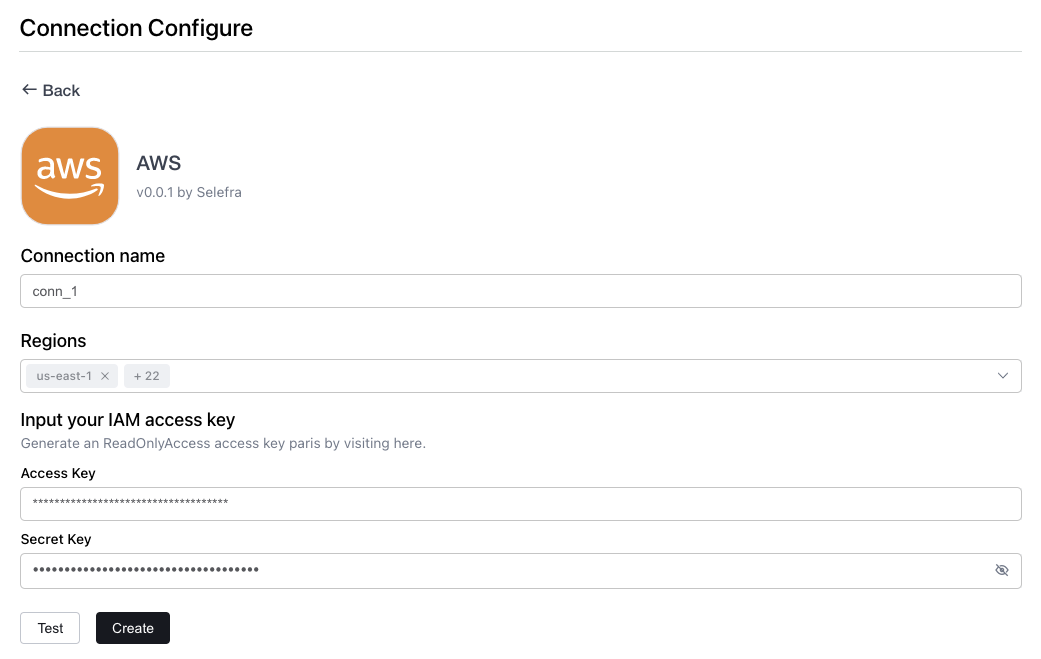 Connection Configure
← Back
aws
AWS
v0.0.1 by Selefra
Connection name
conn_1
Regions
us-east-1 × + 22
Input your IAM access key
Generate an ReadOnlyAccess access key paris by visiting here.
Access Key
************************************
Secret Key
••••••••••••••••••••••••••••••••••••
Test Create